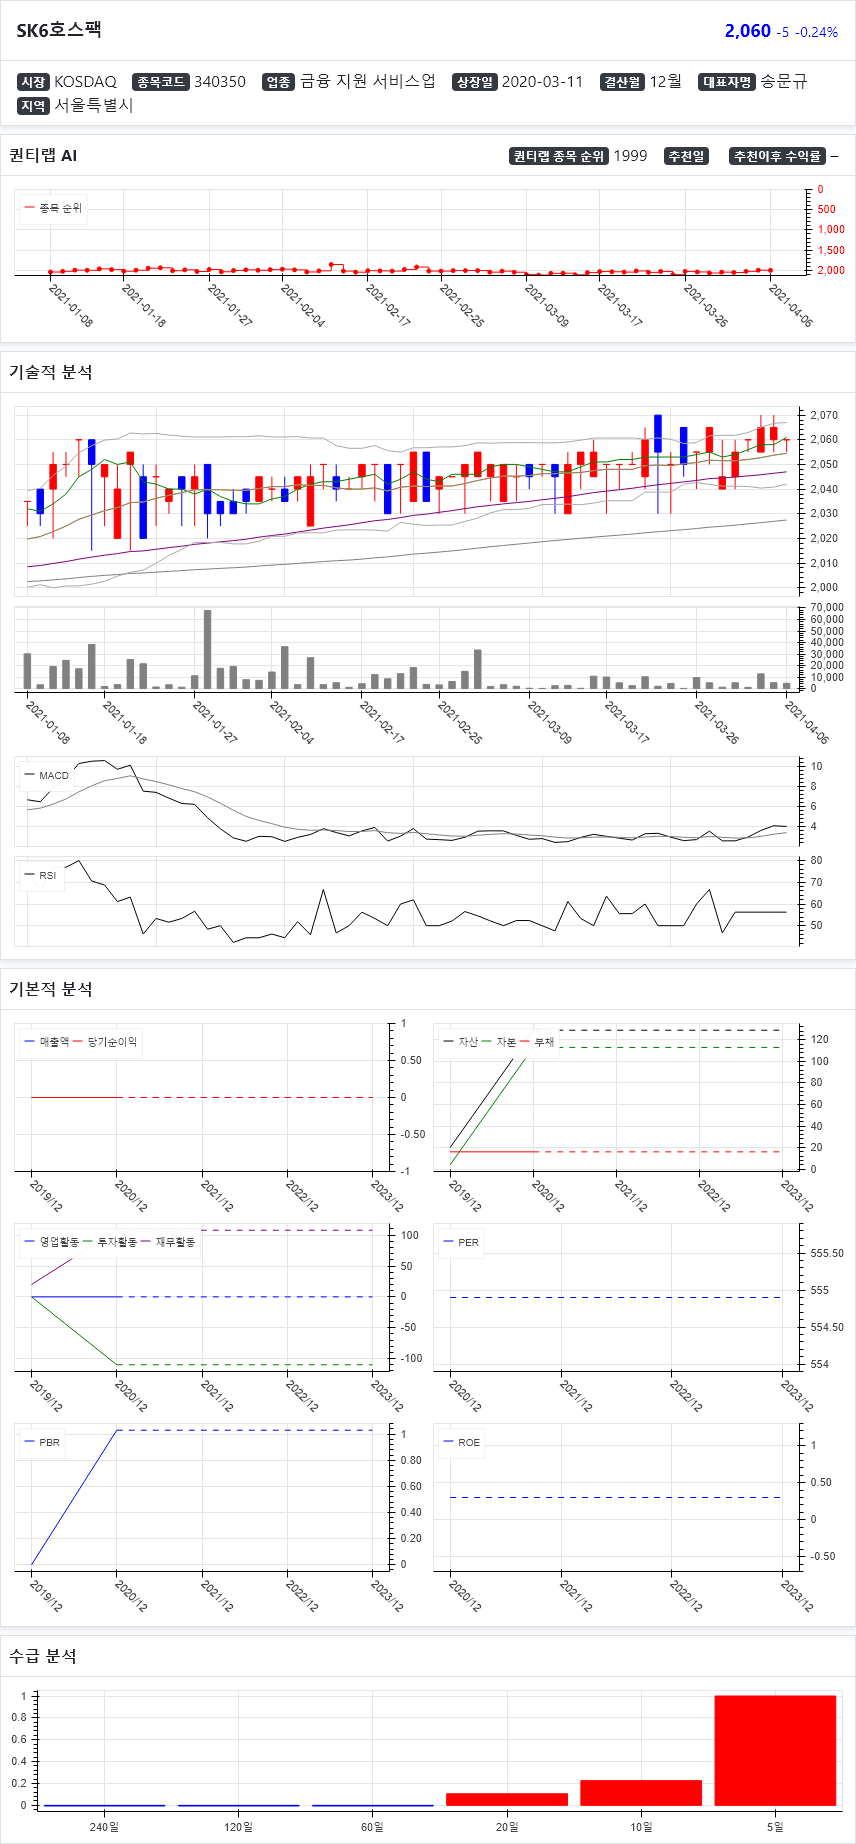 SK6호스팩
2,060 -5 -0.24%
시장 KOSDAQ 종목코드 340350 업종 금융 지원 서비스업 상장일 2020-03-11 결산월 12월 대표자명 송문규
지역 서울특별시
퀀티랩 AI
퀀티랩 종목 순위 1999 추천일 추천이후 수익률 –
종목 순위
0
500
1,000
1,500
2,000
2021-01-08 2021-01-18 2021-01-27 2021-02-04 2021-02-17 2021-02-25 2021-03-09 2021-03-17 2021-03-26 2021-04-06
기술적 분석
2,070
2,060
2,050
2,040
2,030
2,020
2,010
2,000
70,000
60,000
50,000
40,000
30,000
20,000
10,000
0
2021-01-08 2021-01-18 2021-01-27 2021-02-04 2021-02-17 2021-02-25 2021-03-09 2021-03-17 2021-03-26 2021-04-06
MACD
10
8
6
4
RSI
80
70
60
50
기본적 분석
매출액 당기순이익
1
0.50
0
-0.50
-1
2019/12 2020/12 2021/12 2022/12 2023/12
자산 자본 부채
120
100
80
60
40
20
0
2019/12 2020/12 2021/12 2022/12 2023/12
영업활동 투자활동 재무활동
100
50
0
-50
-100
2019/12 2020/12 2021/12 2022/12 2023/12
PER
555.50
555
554.50
554
2020/12 2021/12 2022/12 2023/12
PBR
1
0.80
0.60
0.40
0.20
0
2019/12 2020/12 2021/12 2022/12 2023/12
ROE
1
0.50
0
-0.50
2020/12 2021/12 2022/12 2023/12
수급 분석
1
0.8
0.6
0.4
0.2
0
240일 120일 60일 20일 10일 5일